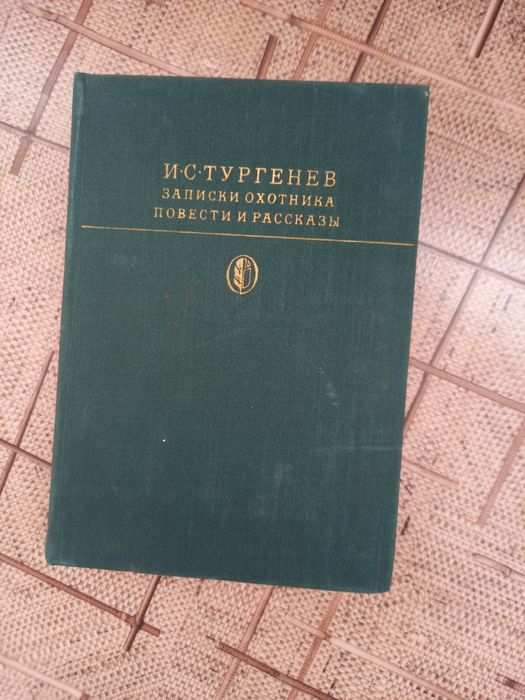 И·С·ТУРГЕНЕВ
ЗАПИСКИ ОХОТНИКА
ПОВЕСТИ И РАССКАЗЫ